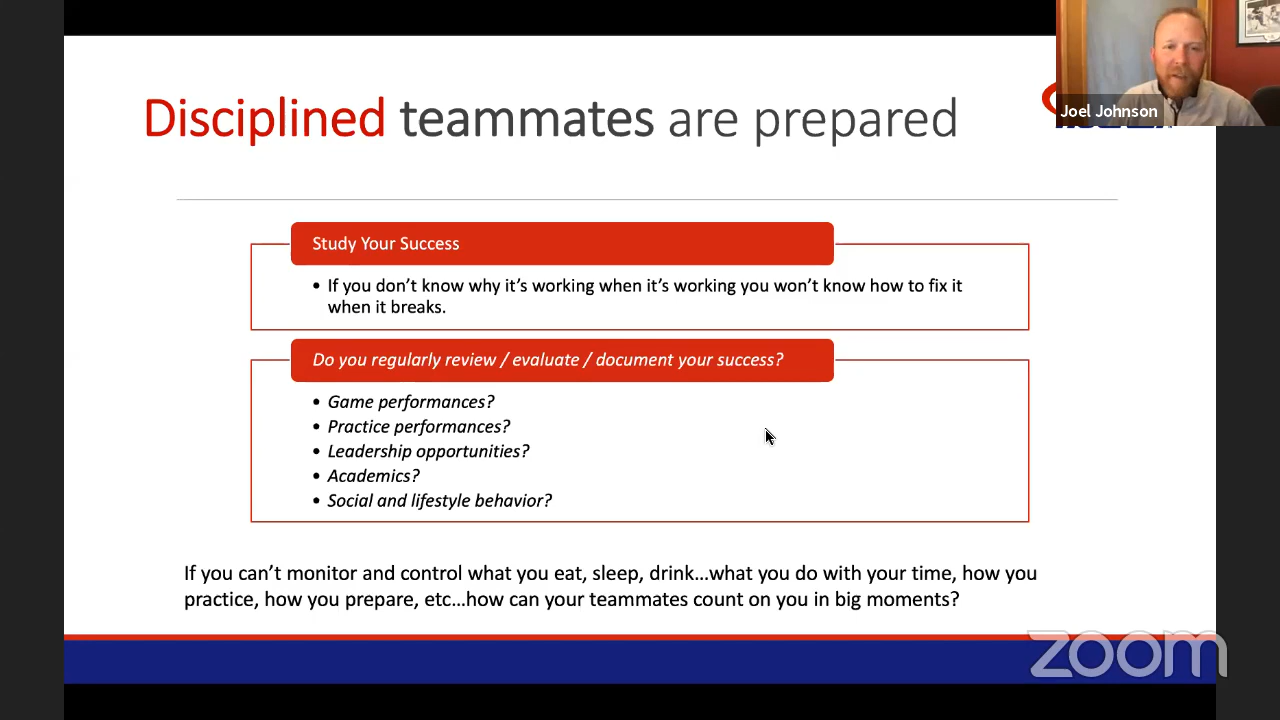 Disciplined teammates are prepared
Joel Johnson
Study Your Success
• If you don't know why it's working when it's working you won't know how to fix it
when it breaks.
Do you regularly review / evaluate / document your success?
• Game performances?
• Practice performances?
• Leadership opportunities?
• Academics?
• Social and lifestyle behavior?
If you can't monitor and control what you eat, sleep, drink…what you do with your time, how you
practice, how you prepare, etc…how can your teammates count on you in big moments?
zoom